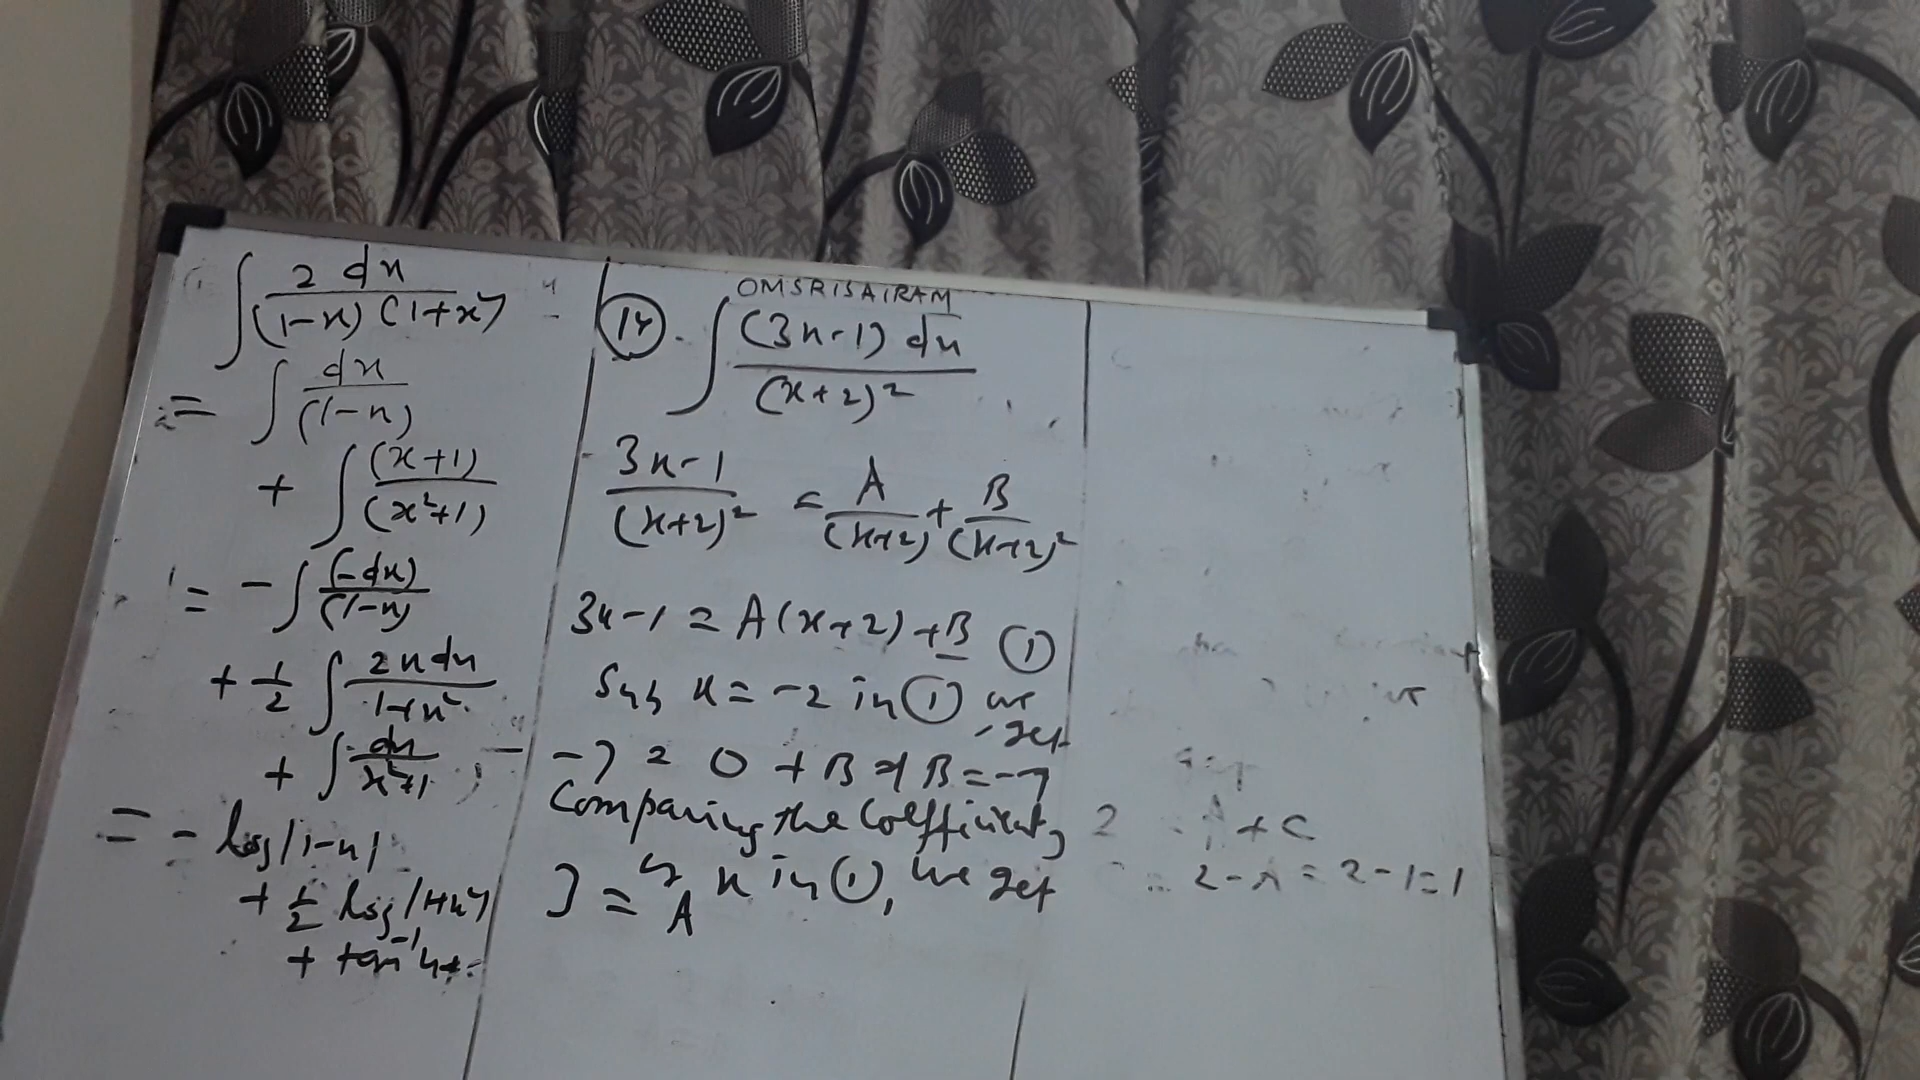 ∫ 2 dx / (1-x) (1+x²)
= ∫ dx / (1-x)
+ ∫ (x+1) / (x²+1)
= - ∫ (-dx) / (1-x)
+ 1/2 ∫ 2x dx / 1+x²
+ ∫ dx / x²+1
= - log|1-x|
+ 1/2 log|1+x²|
+ tan⁻¹x+
OMSRISAIRAM
14. ∫ (3x-1) dx / (x+2)²
3x-1 / (x+2)² = A / (x+2) + B / (x+2)²
3x-1 = A(x+2) + B ①
Sub x = -2 in ① we
get
-7 = 0 + B ⇒ B = -7
Comparing the Coefficients
of x in ①, we get
3 = A
2 = A + C
2-A = 2-1=1